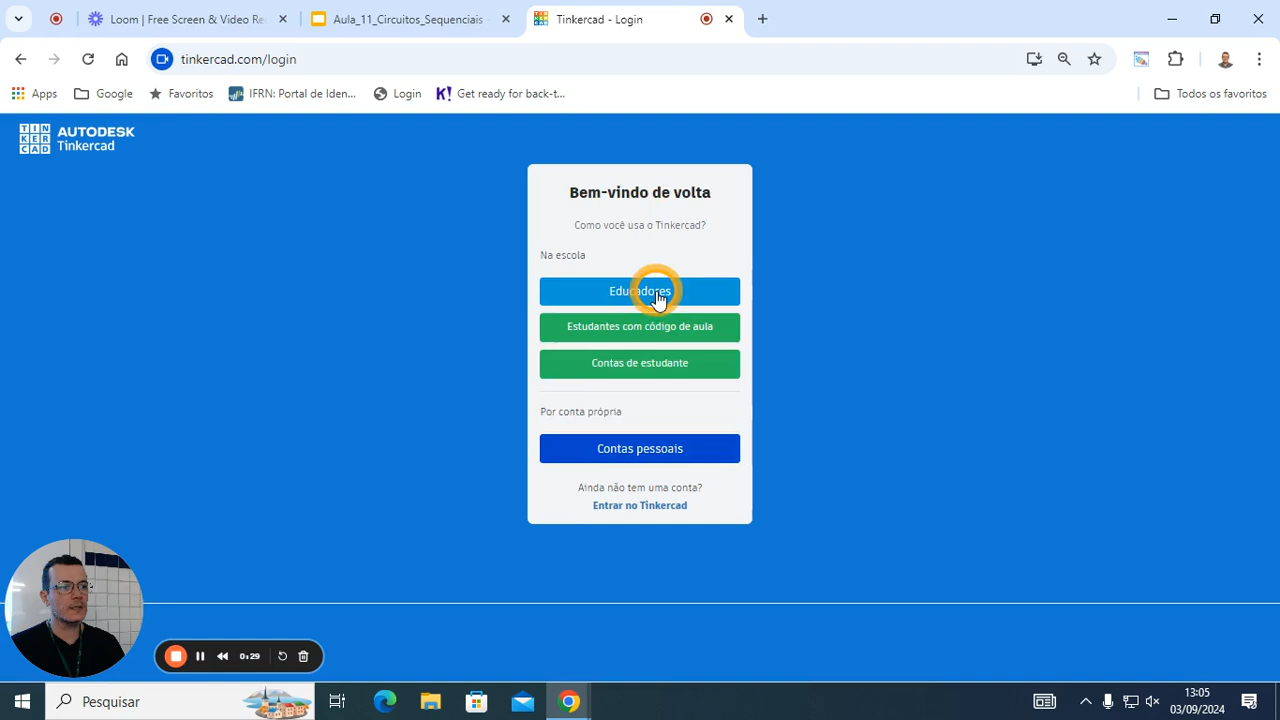 Loom | Free Screen & Video Re
Aula_11_Circuitos_Sequenciais -
Tinkercad - Login
tinkercad.com/login
Apps
Google
Favoritos
IFRN: Portal de Iden...
Login
K! Get ready for back-t...
Todos os favoritos
TIN
KER
CAD
AUTODESK
Tinkercad
Bem-vindo de volta
Como você usa o Tinkercad?
Na escola
Educadores
Estudantes com código de aula
Contas de estudante
Por conta própria
Contas pessoais
Ainda não tem uma conta?
Entrar no Tinkercad
0:29
Pesquisar
13:05
03/09/2024